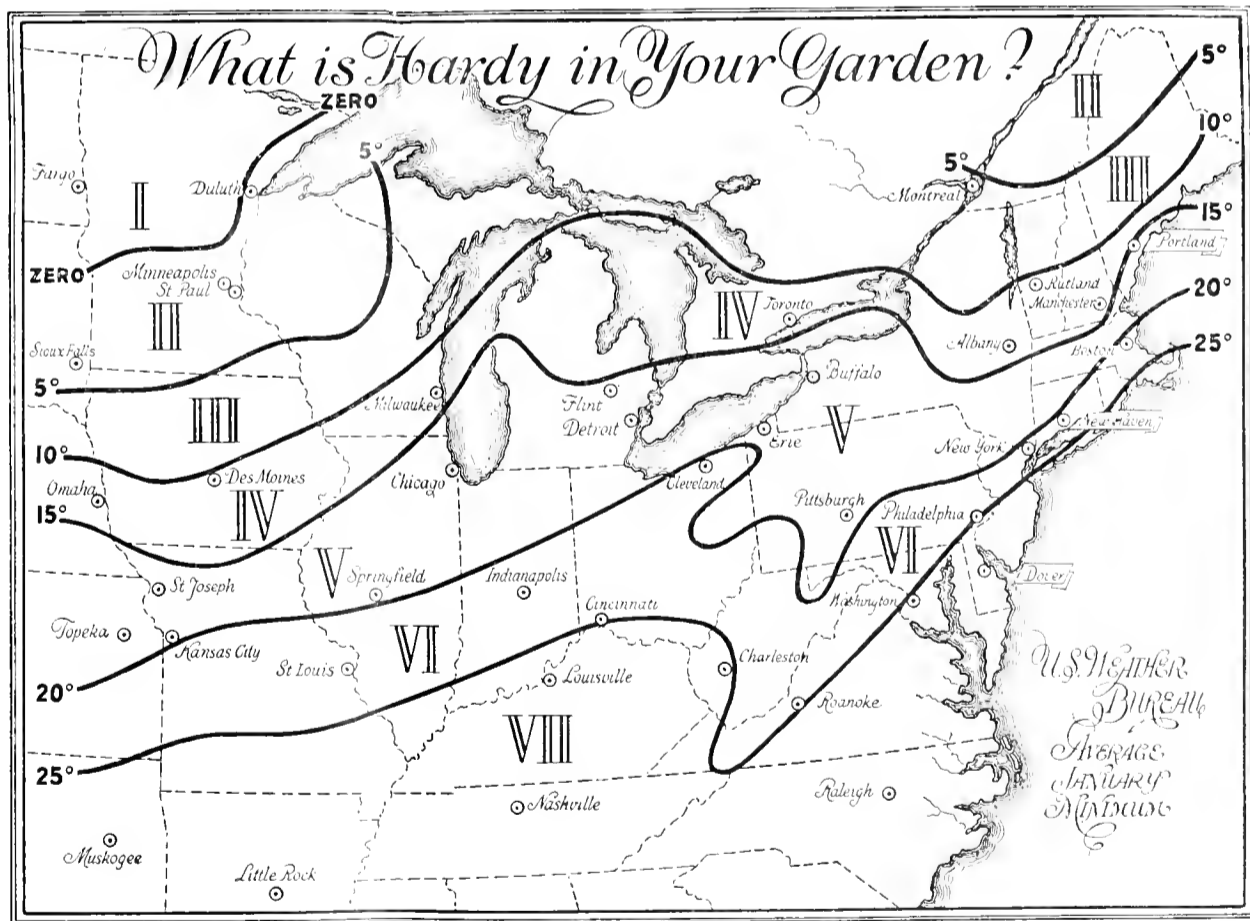 What is Hardy in Your Garden?
ZERO
5°
5°
II
10°
I
Fargo
Duluth
5°
Montreal
III
15°
Portland
ZERO
Minneapolis
St Paul
II
IV
Toronto
Rutland
Manchester
20°
Sioux Falls
Albany
Boston
25°
5°
Milwaukee
Flint
Detroit
Buffalo
III
V
Erie
New Haven
10°
Des Moines
Chicago
Cleveland
New York
Omaha
IV
Pittsburgh
Philadelphia
15°
VI
V
Springfield
Indianapolis
Dover
St Joseph
Washington
Cincinnati
Topeka
Kansas City
VI
St Louis
Louisville
Charleston
U.S. WEATHER
BUREAU
20°
Roanoke
VIII
AVERAGE
JANUARY
MINIMUM
25°
Nashville
Raleigh
Muskogee
Little Rock